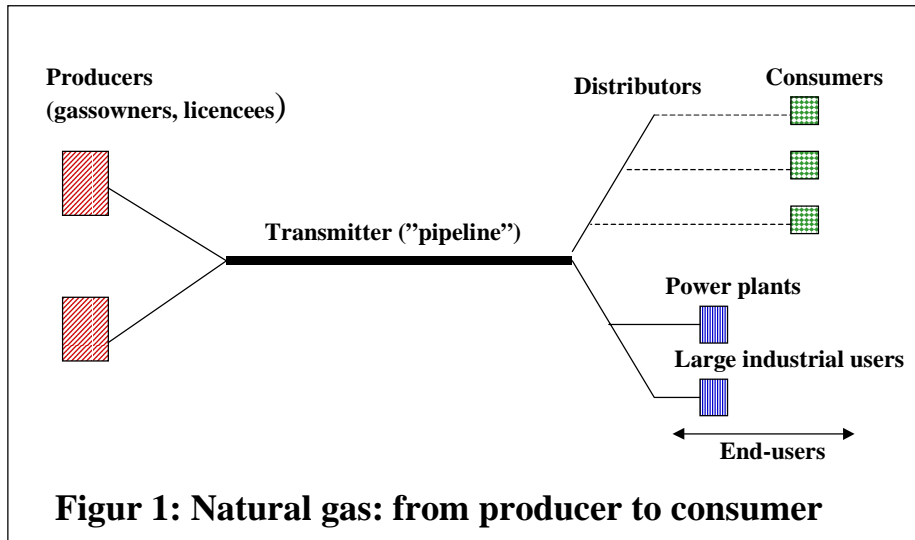 Producers
(gassowners, licencees)
Distributors
Consumers
Transmitter (”pipeline”)
Power plants
Large industrial users
End-users
Figur 1: Natural gas: from producer to consumer